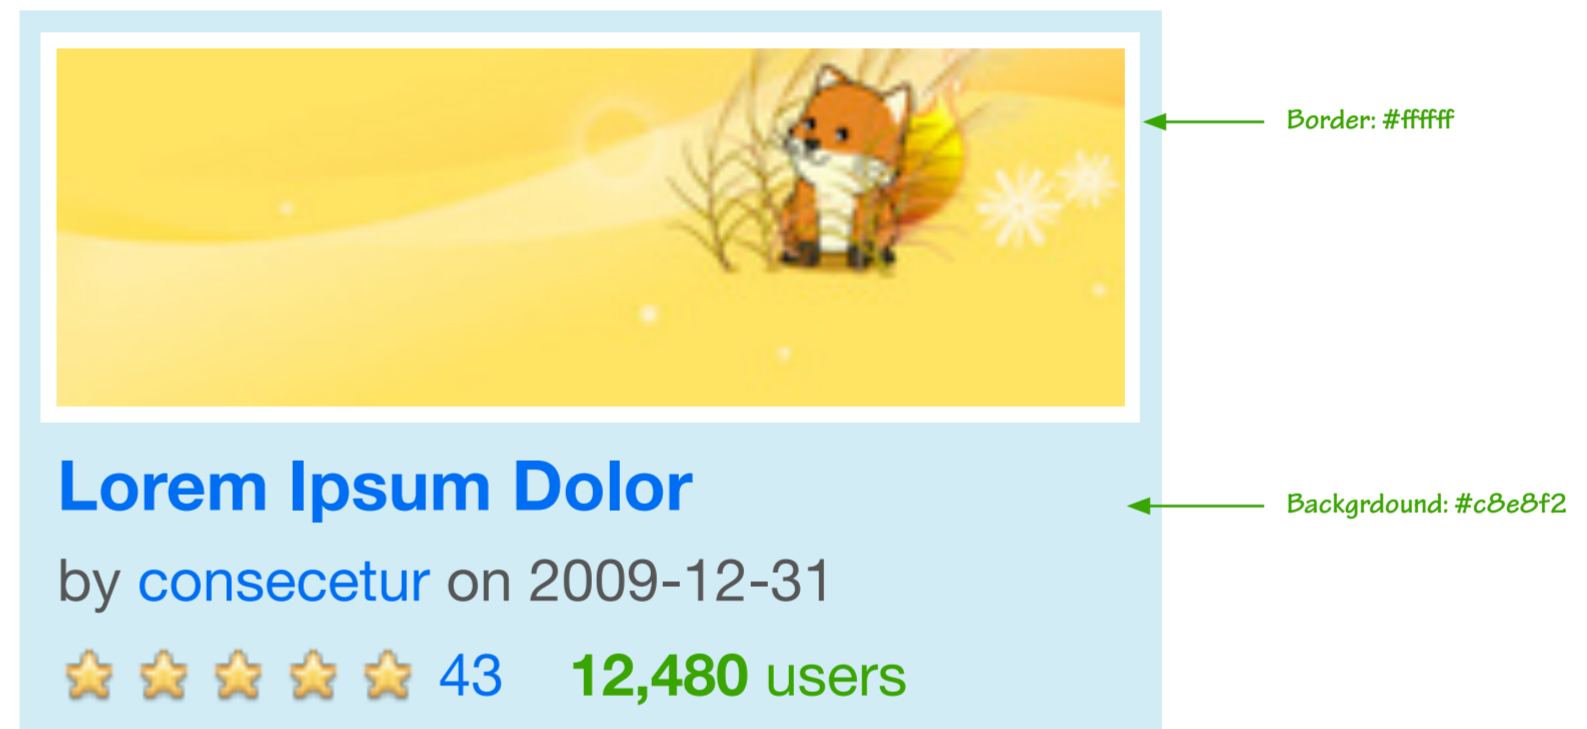 Border: #ffffff
Lorem Ipsum Dolor
Backgrdound: #c8e8f2
by consecetur on 2009-12-31
43 12,480 users